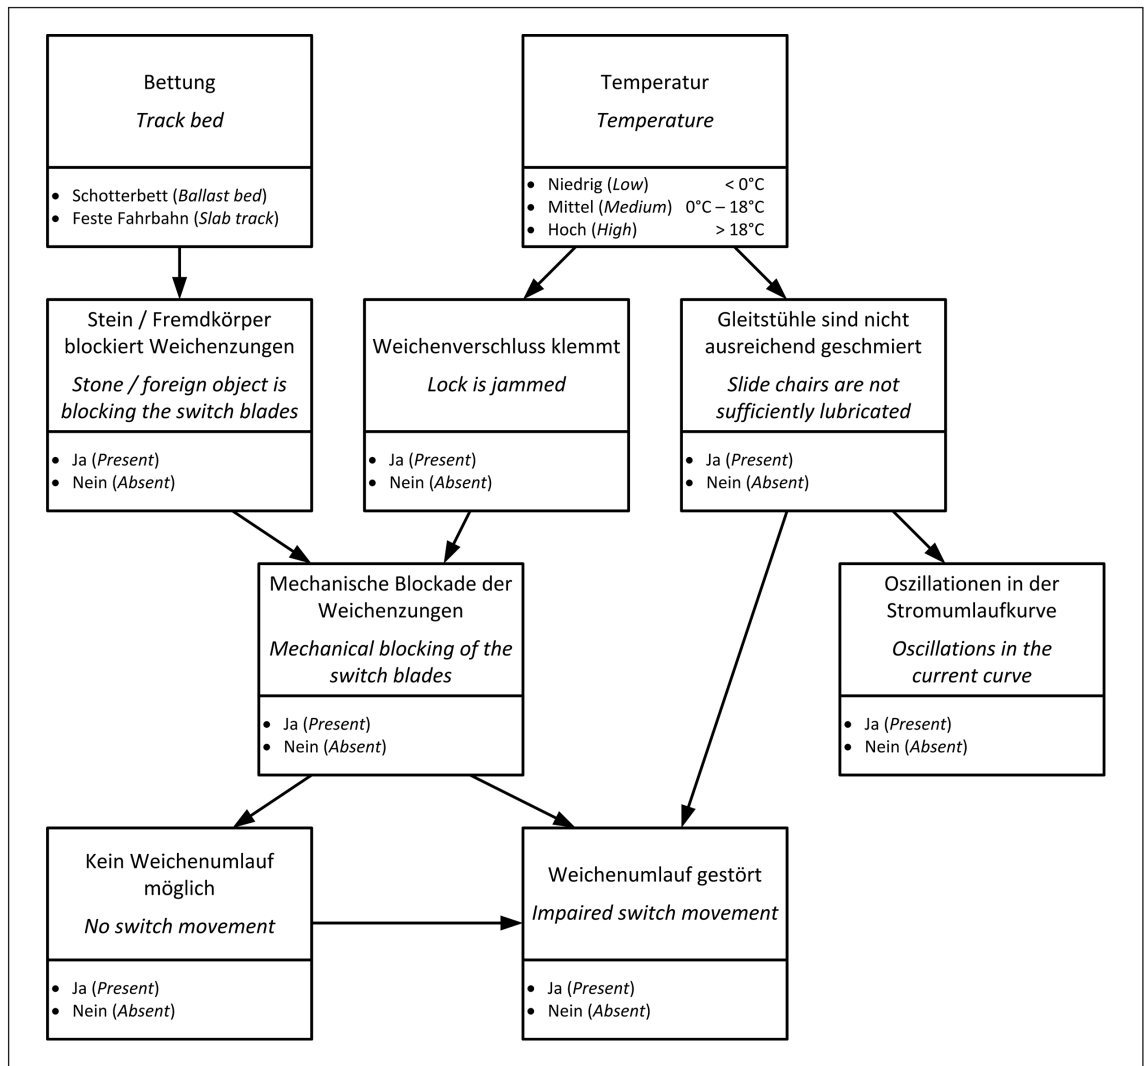 Bettung
Track bed
• Schotterbett (Ballast bed)
• Feste Fahrbahn (Slab track)
Temperatur
Temperature
• Niedrig (Low) < 0°C
• Mittel (Medium) 0°C – 18°C
• Hoch (High) > 18°C
Stein / Fremdkörper
blockiert Weichenzungen
Stone / foreign object is
blocking the switch blades
• Ja (Present)
• Nein (Absent)
Weichenverschluss klemmt
Lock is jammed
• Ja (Present)
• Nein (Absent)
Gleitstühle sind nicht
ausreichend geschmiert
Slide chairs are not
sufficiently lubricated
• Ja (Present)
• Nein (Absent)
Mechanische Blockade der
Weichenzungen
Mechanical blocking of the
switch blades
• Ja (Present)
• Nein (Absent)
Oszillationen in der
Stromumlaufkurve
Oscillations in the
current curve
• Ja (Present)
• Nein (Absent)
Kein Weichenumlauf
möglich
No switch movement
• Ja (Present)
• Nein (Absent)
Weichenumlauf gestört
Impaired switch movement
• Ja (Present)
• Nein (Absent)